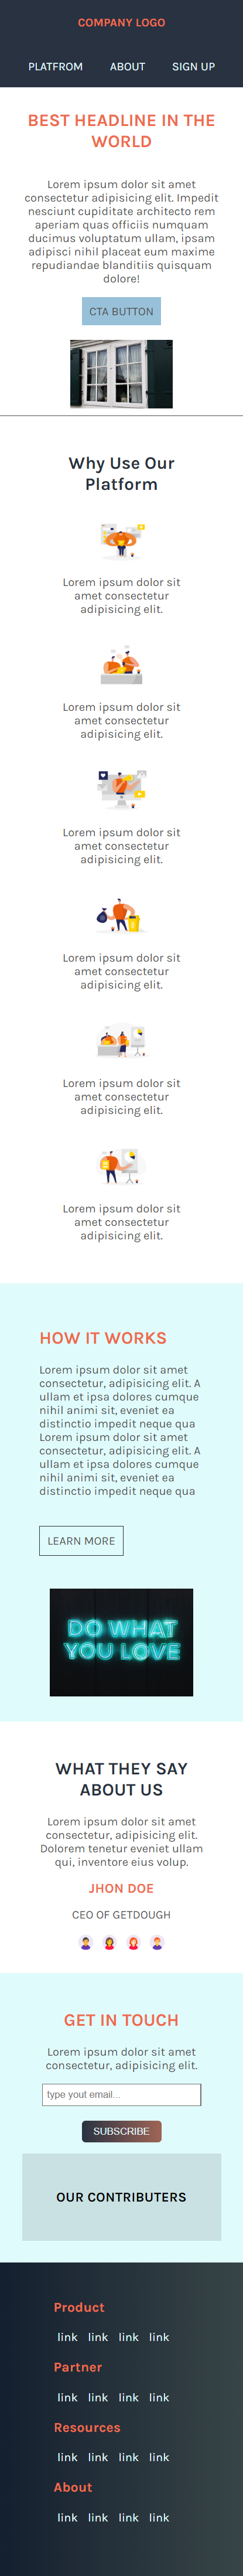 COMPANY LOGO
PLATFROM ABOUT SIGN UP
BEST HEADLINE IN THE
WORLD
Lorem ipsum dolor sit amet
consectetur adipisicing elit. Impedit
nesciunt cupiditate architecto rem
aperiam quas officiis numquam
ducimus voluptatum ullam, ipsam
adipisci nihil placeat eum maxime
repudiandae blanditiis quisquam
dolore!
CTA BUTTON
Why Use Our
Platform
Lorem ipsum dolor sit
amet consectetur
adipisicing elit.
Lorem ipsum dolor sit
amet consectetur
adipisicing elit.
Lorem ipsum dolor sit
amet consectetur
adipisicing elit.
Lorem ipsum dolor sit
amet consectetur
adipisicing elit.
Lorem ipsum dolor sit
amet consectetur
adipisicing elit.
Lorem ipsum dolor sit
amet consectetur
adipisicing elit.
HOW IT WORKS
Lorem ipsum dolor sit amet
consectetur, adipisicing elit. A
ullam et ipsa dolores cumque
nihil animi sit, eveniet ea
distinctio impedit neque qua
Lorem ipsum dolor sit amet
consectetur, adipisicing elit. A
ullam et ipsa dolores cumque
nihil animi sit, eveniet ea
distinctio impedit neque qua
LEARN MORE
DO WHAT
YOU LOVE
WHAT THEY SAY
ABOUT US
Lorem ipsum dolor sit amet
consectetur, adipisicing elit.
Dolorem tenetur eveniet ullam
qui, inventore eius volup.
JHON DOE
CEO OF GETDOUGH
GET IN TOUCH
Lorem ipsum dolor sit amet
consectetur, adipisicing elit.
type yout email...
SUBSCRIBE
OUR CONTRIBUTERS
Product
link link link link
Partner
link link link link
Resources
link link link link
About
link link link link